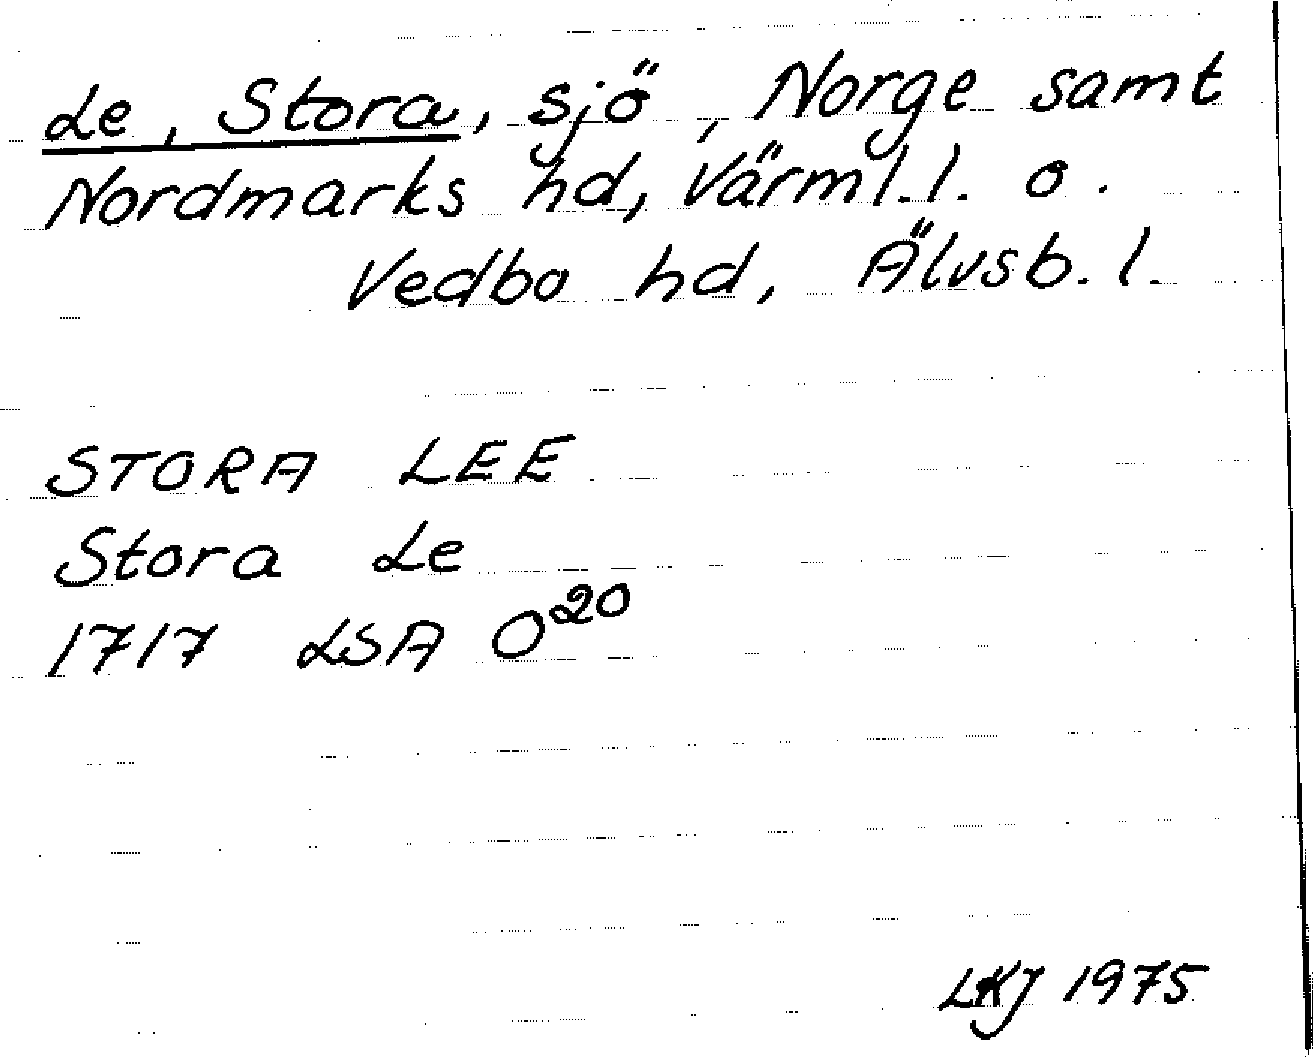 Le, Stora, sjö, Norge samt
Nordmarks hd, Värml.l. o.
Vedbo hd, Älvsb.l.
STORA LEE
Stora Le
1717 LSA O²⁰
LKJ 1975